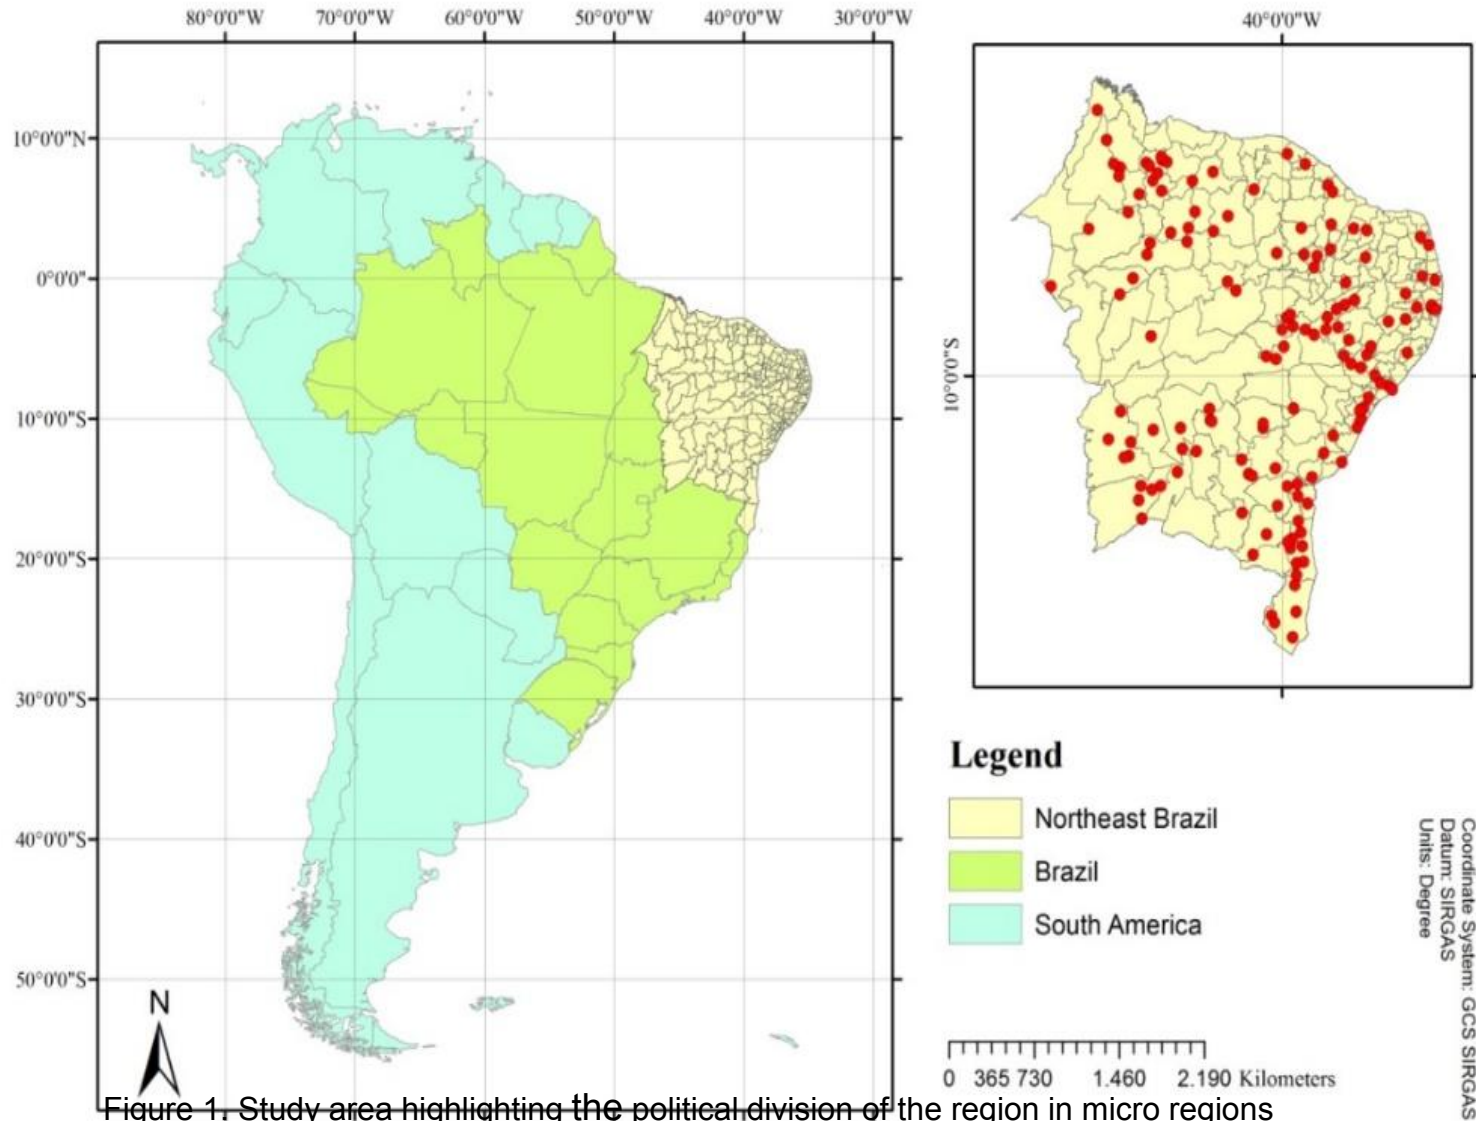 80°0'0"W 70°0'0"W 60°0'0"W 50°0'0"W 40°0'0"W 30°0'0"W
10°0'0"N
0°0'0"
10°0'0"S
20°0'0"S
30°0'0"S
40°0'0"S
50°0'0"S
N
40°0'0"W
10°0'0"S
Legend
Northeast Brazil
Brazil
South America
0 365 730 1.460 2.190 Kilometers
Coordinate System: GCS SIRGAS
Datum: SIRGAS
Units: Degree
Figure 1. Study area highlighting the political division of the region in micro regions